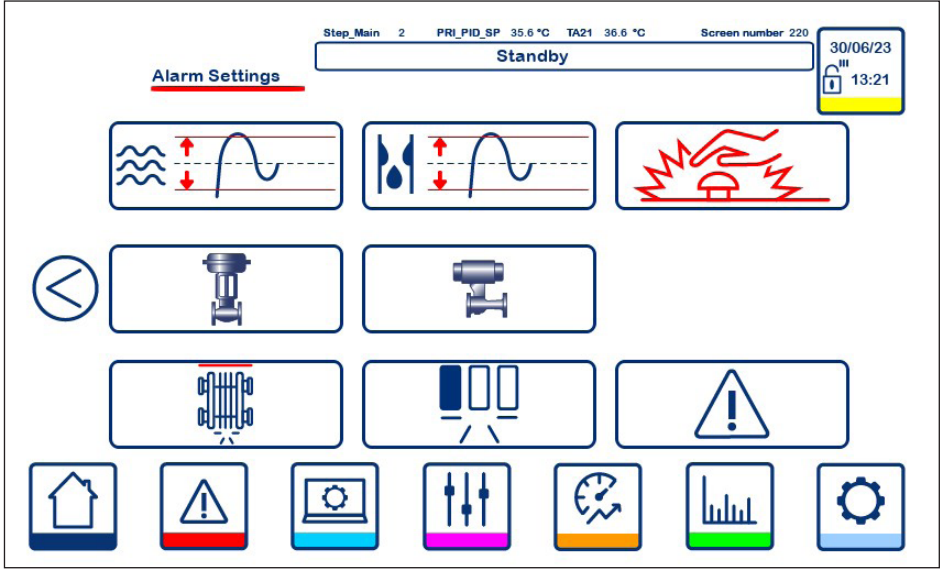 Step_Main 2 PRI_PID_SP 35.6 °C TA21 36.6 °C Screen number 220
Standby
30/06/23
13:21
Alarm Settings